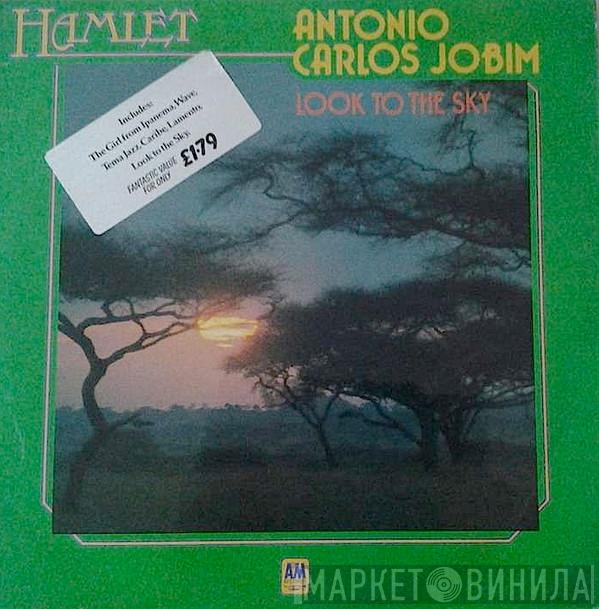 HAMLET
ANTONIO
CARLOS JOBIM
LOOK TO THE SKY
Includes:
The Girl from Ipanema, Wave,
Tema Jazz, Caribe, Lamento,
Look to the Sky.
FANTASTIC VALUE
FOR ONLY
£1·79
AM
МАРКЕТ ВИНИЛА